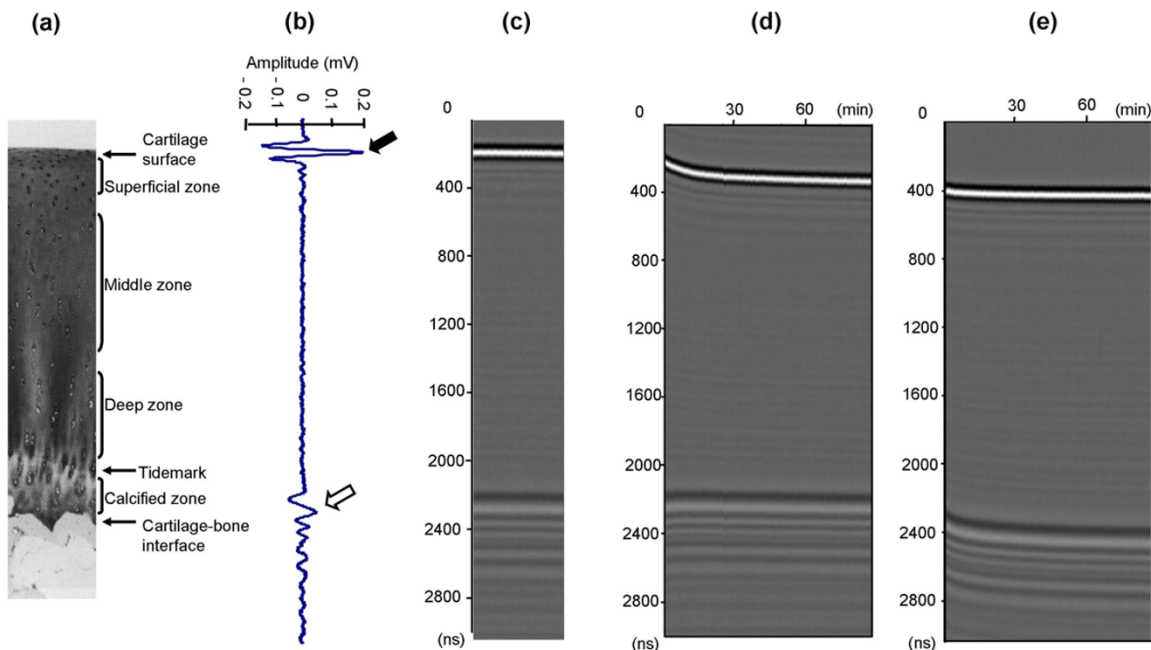 (a)
(b)
(c)
(d)
(e)
Amplitude (mV)
- 0.2
- 0.1
0
0.1
0.2
Cartilage
surface
Superficial zone
Middle zone
Deep zone
Tidemark
Calcified zone
Cartilage-bone
interface
0
400
800
1200
1600
2000
2400
2800
(ns)
0
30
60
(min)
400
800
1200
1600
2000
2400
2800
(ns)
0
30
60
(min)
400
800
1200
1600
2000
2400
2800
(ns)